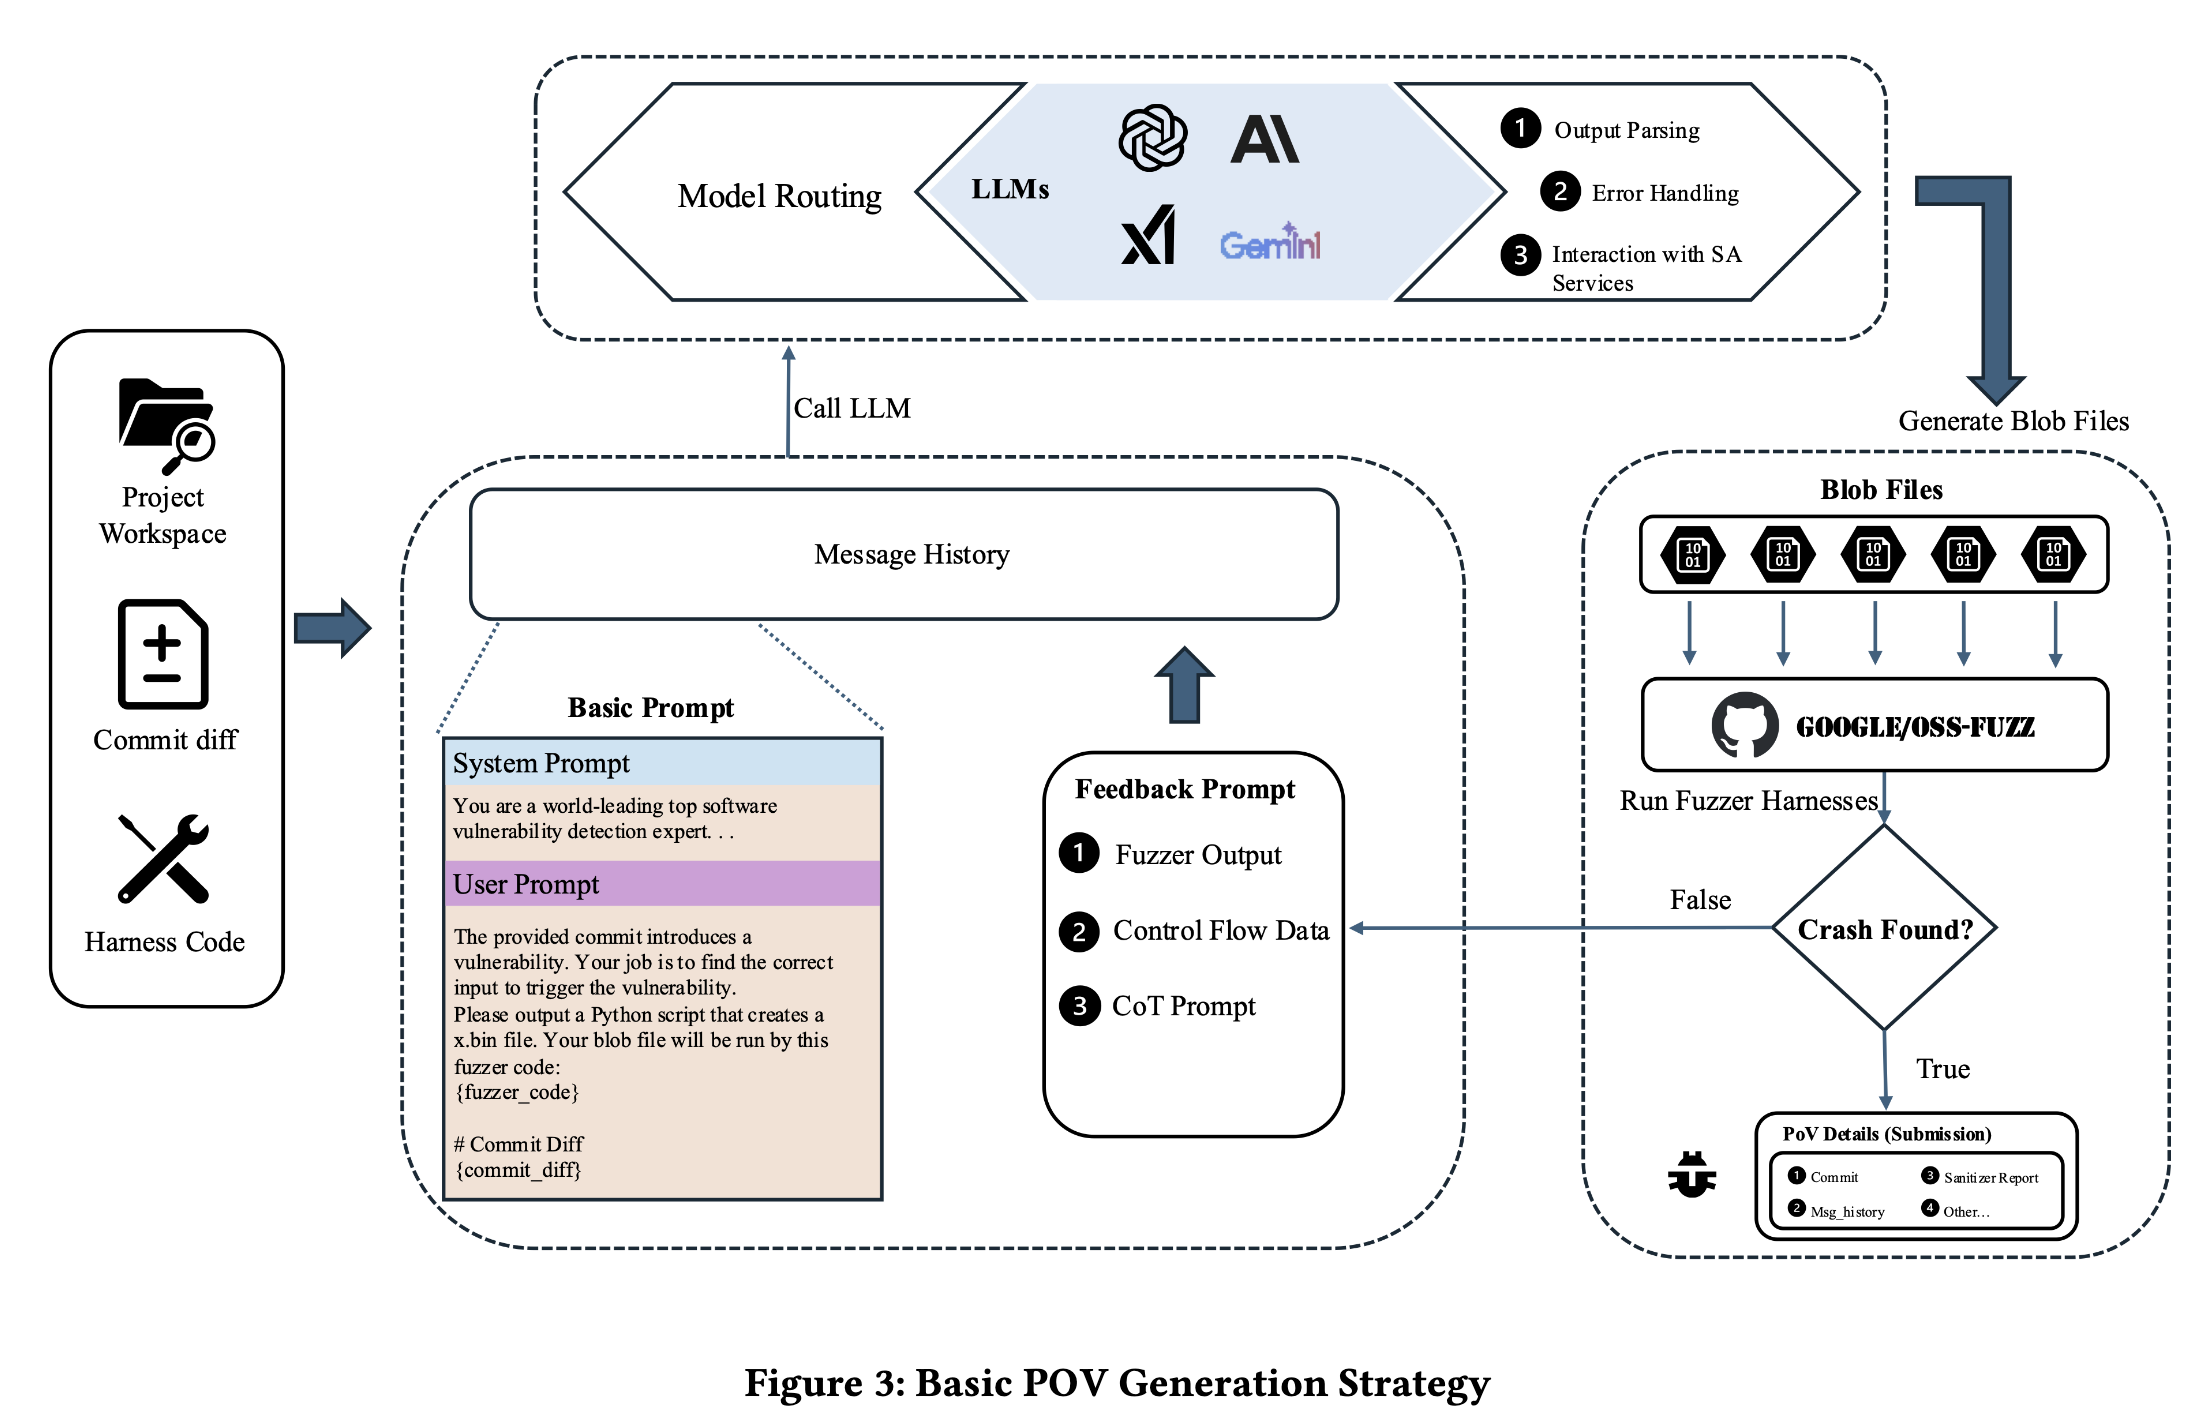 Model Routing
LLMs
AI
xI
Gemini
1 Output Parsing
2 Error Handling
3 Interaction with SA
Services
Project
Workspace
Commit diff
Harness Code
Call LLM
Message History
Basic Prompt
System Prompt
You are a world-leading top software
vulnerability detection expert. . .
User Prompt
The provided commit introduces a
vulnerability. Your job is to find the correct
input to trigger the vulnerability.
Please output a Python script that creates a
x.bin file. Your blob file will be run by this
fuzzer code:
{fuzzer_code}
# Commit Diff
{commit_diff}
Feedback Prompt
1 Fuzzer Output
2 Control Flow Data
3 CoT Prompt
Generate Blob Files
Blob Files
10 10 10 10 10
01 01 01 01 01
GOOGLE/OSS-FUZZ
Run Fuzzer Harnesses
Crash Found?
False
True
PoV Details (Submission)
1 Commit
2 Msg_history
3 Sanitizer Report
4 Other...
Figure 3: Basic POV Generation Strategy